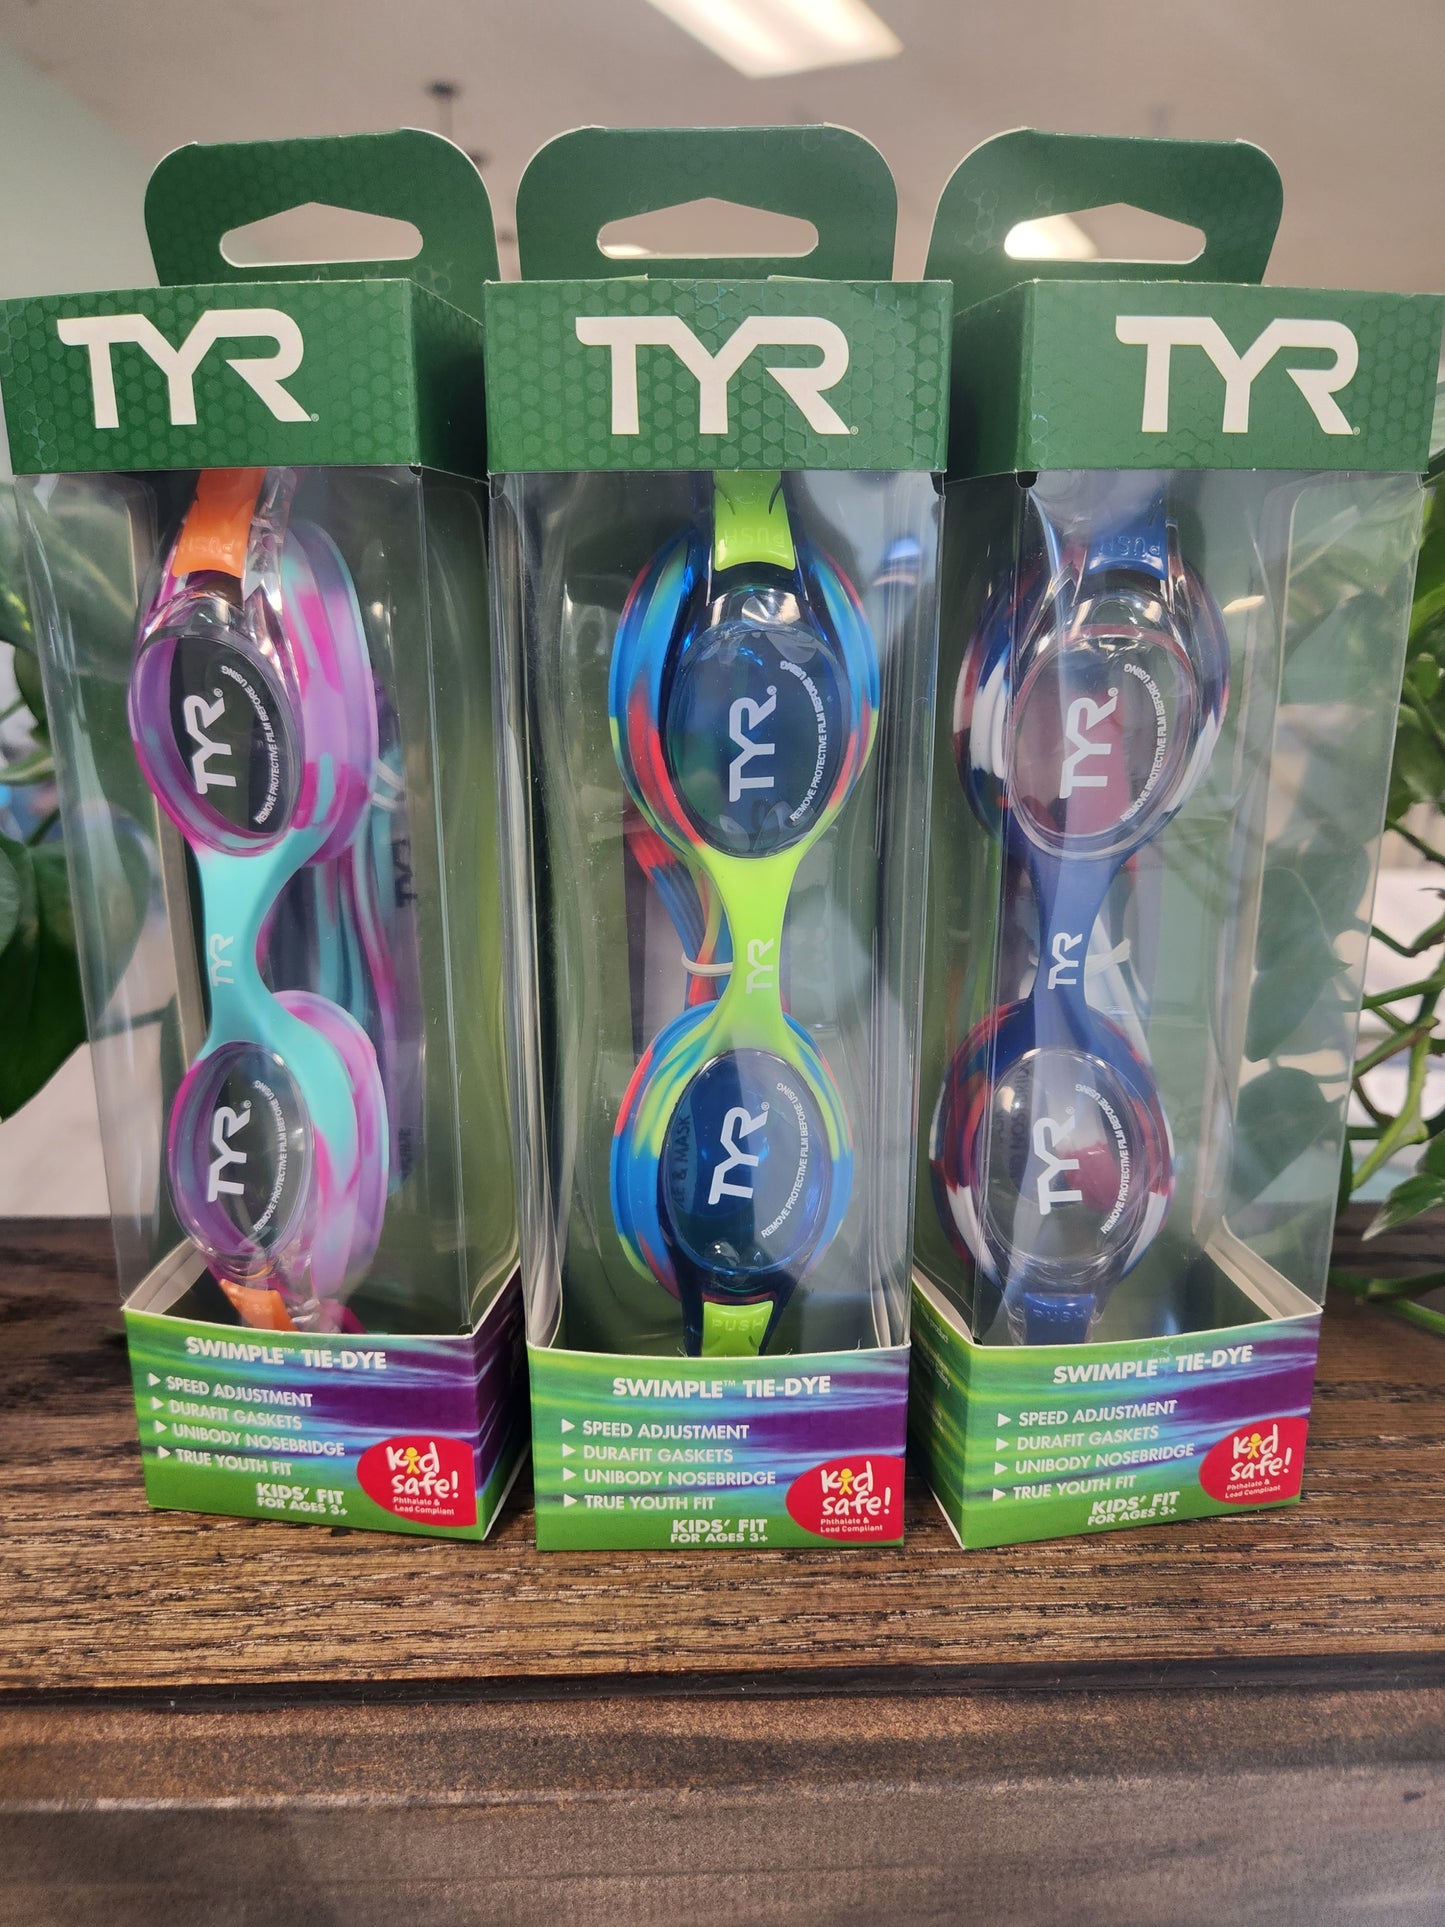 TYR
PUSH
TYR®
REMOVE PROTECTIVE FILM BEFORE USING
TYR
TYR®
REMOVE PROTECTIVE FILM BEFORE USING
SWIMPLE™ TIE-DYE
▶ SPEED ADJUSTMENT
▶ DURAFIT GASKETS
▶ UNIBODY NOSEBRIDGE
▶ TRUE YOUTH FIT
KIDS' FIT
FOR AGES 3+
kid
safe!
Phthalate &
Lead Compliant
TYR
PUSH
TYR®
REMOVE PROTECTIVE FILM BEFORE USING
TYR
TYR®
REMOVE PROTECTIVE FILM BEFORE USING
& MASK
PUSH
SWIMPLE™ TIE-DYE
▶ SPEED ADJUSTMENT
▶ DURAFIT GASKETS
▶ UNIBODY NOSEBRIDGE
▶ TRUE YOUTH FIT
KIDS' FIT
FOR AGES 3+
kid
safe!
Phthalate &
Lead Compliant
TYR
PUSH
TYR®
REMOVE PROTECTIVE FILM BEFORE USING
TYR
TYR®
REMOVE PROTECTIVE FILM BEFORE USING
PUSH
SWIMPLE™ TIE-DYE
▶ SPEED ADJUSTMENT
▶ DURAFIT GASKETS
▶ UNIBODY NOSEBRIDGE
▶ TRUE YOUTH FIT
KIDS' FIT
FOR AGES 3+
kid
safe!
Phthalate &
Lead Compliant